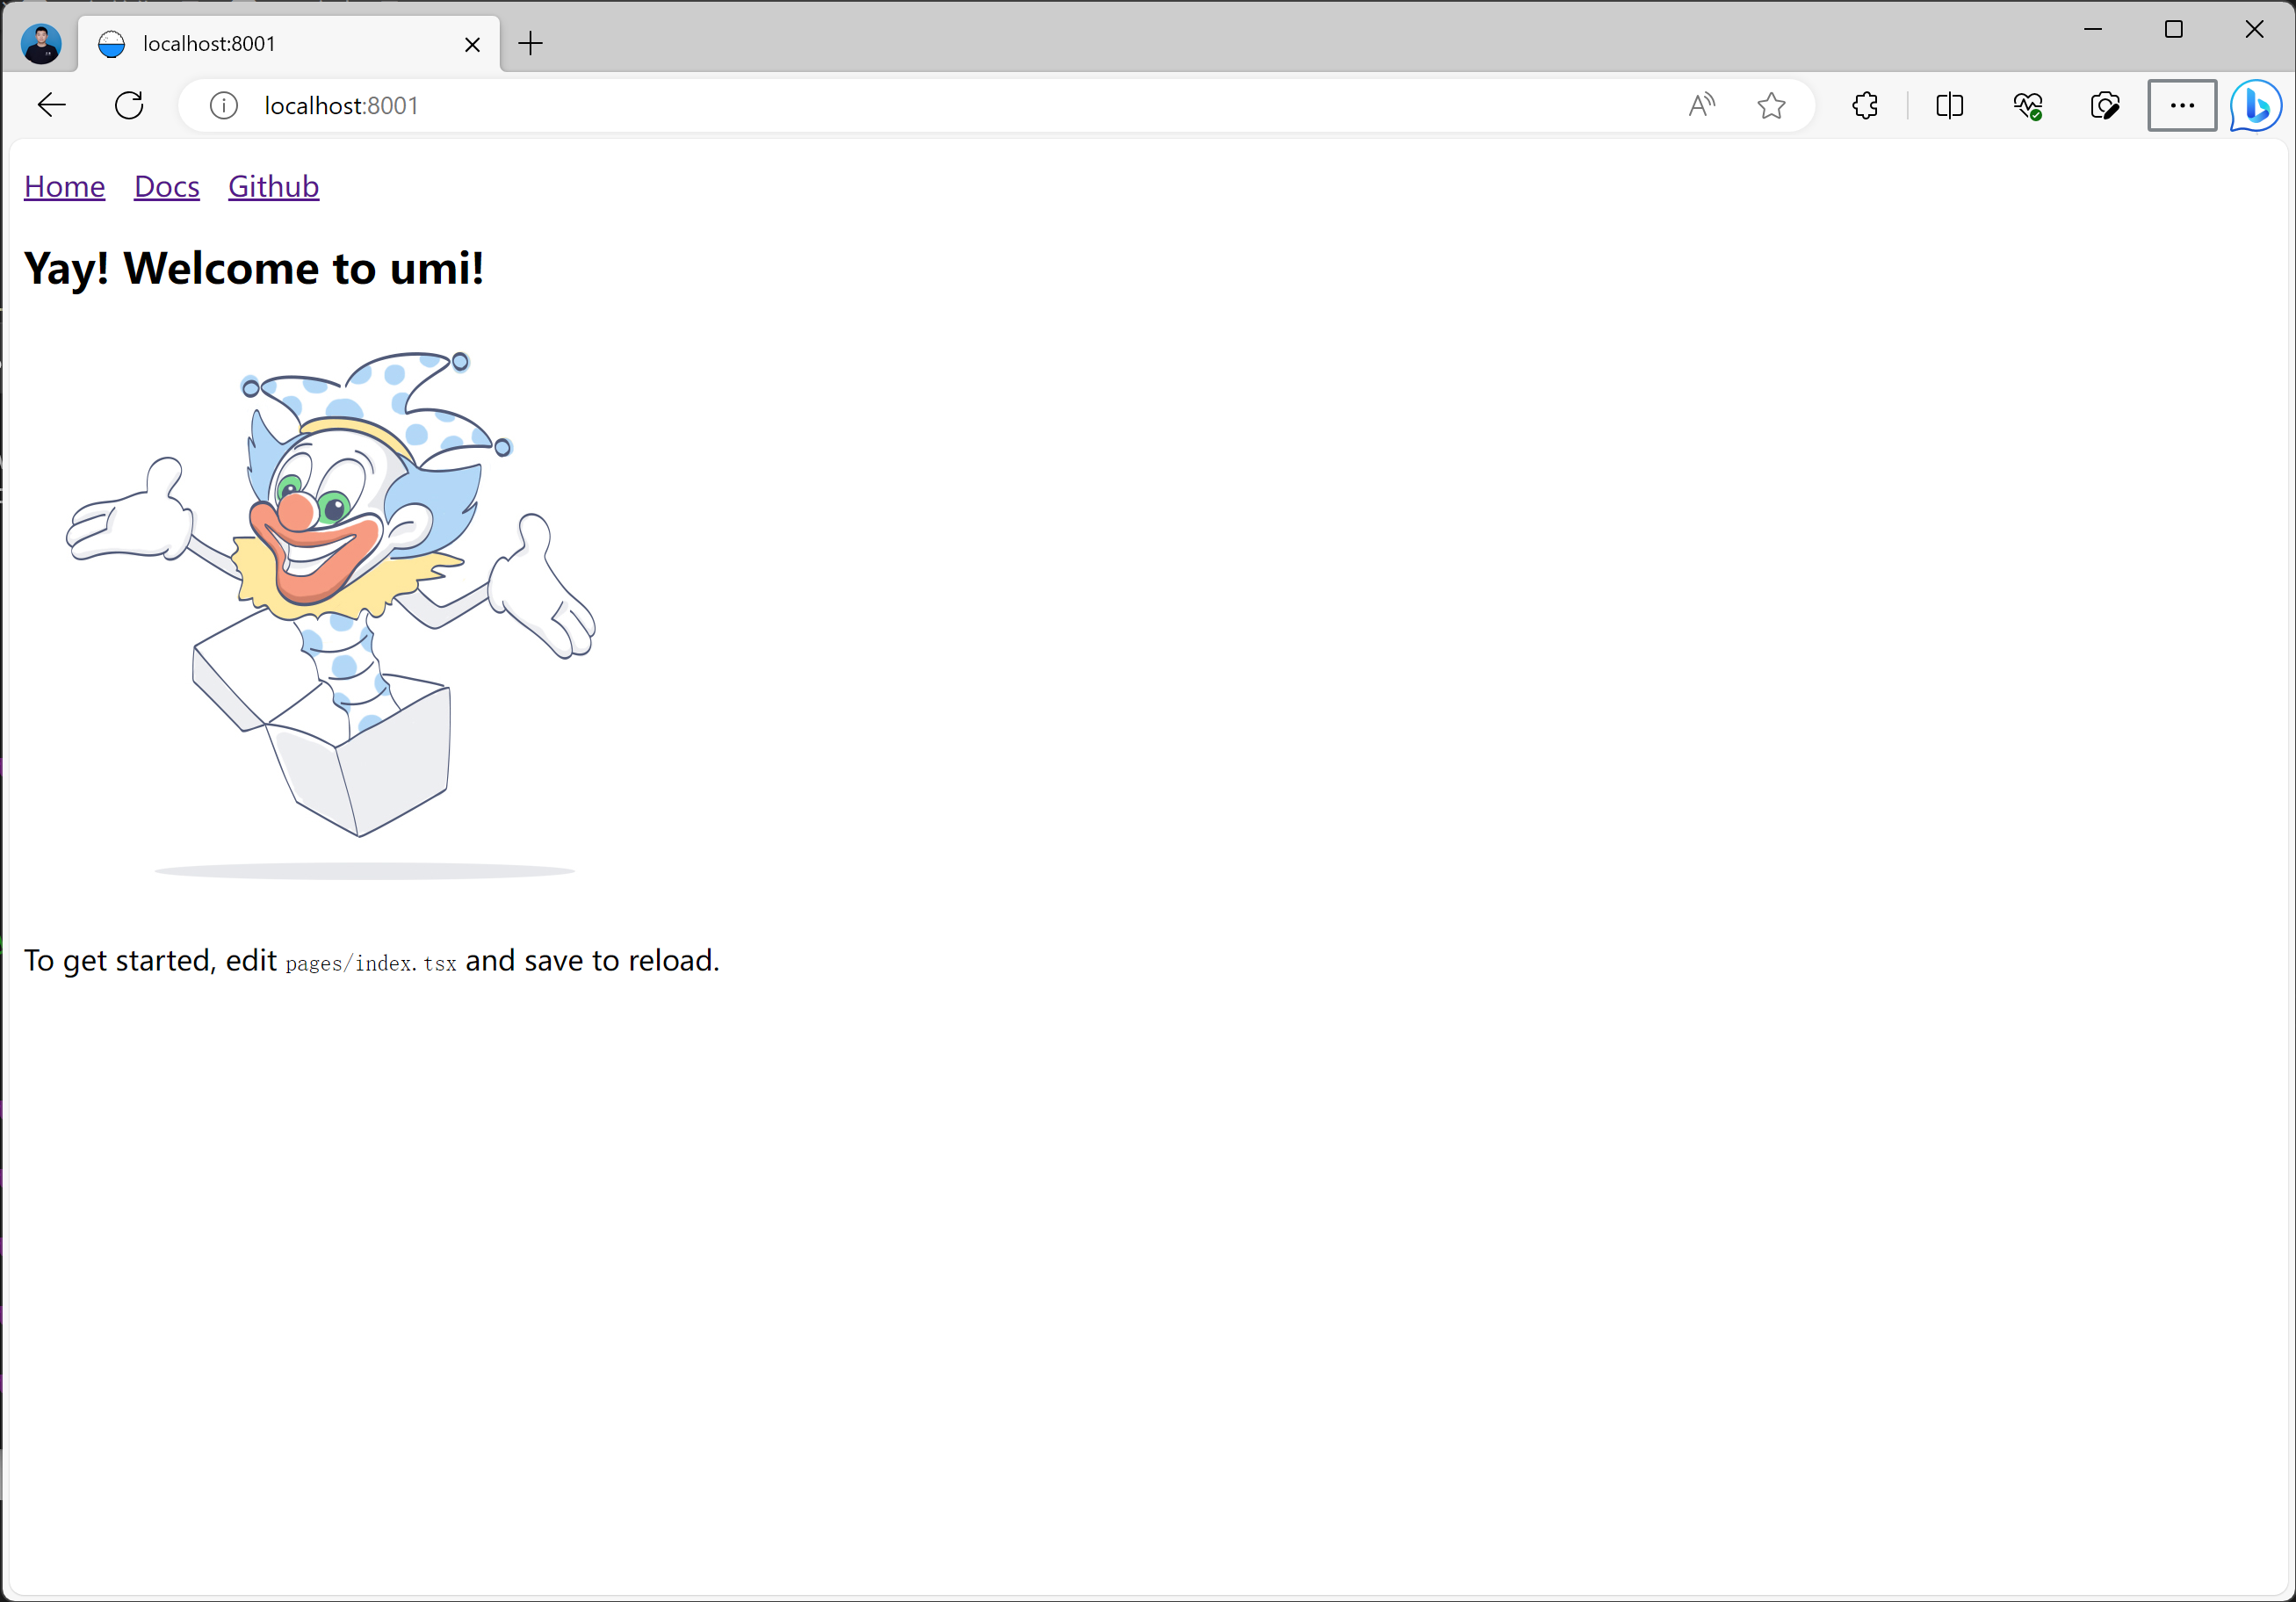 localhost:8001
localhost:8001
Home Docs Github
Yay! Welcome to umi!
To get started, edit pages/index.tsx and save to reload.